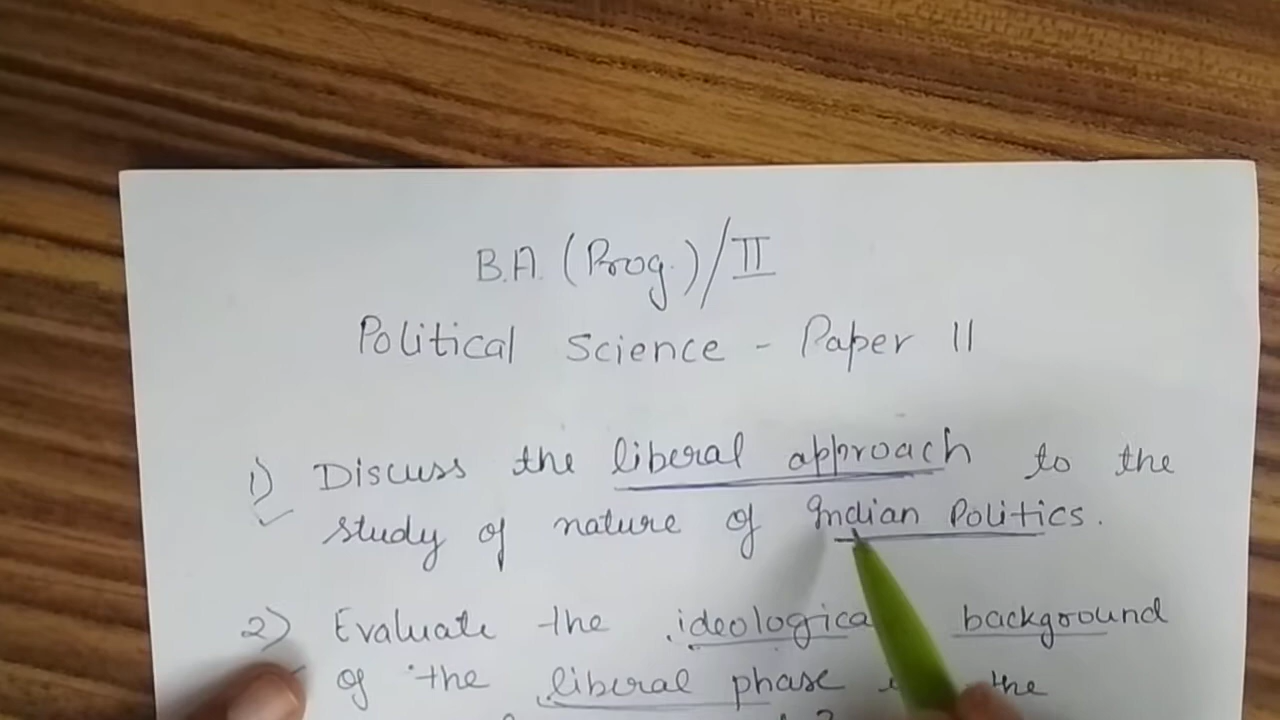 B.A. (Prog.)/II
Political Science - Paper II
1) Discuss the liberal approach to the
study of nature of Indian Politics.
2) Evaluate the ideological background
of the liberal phase the